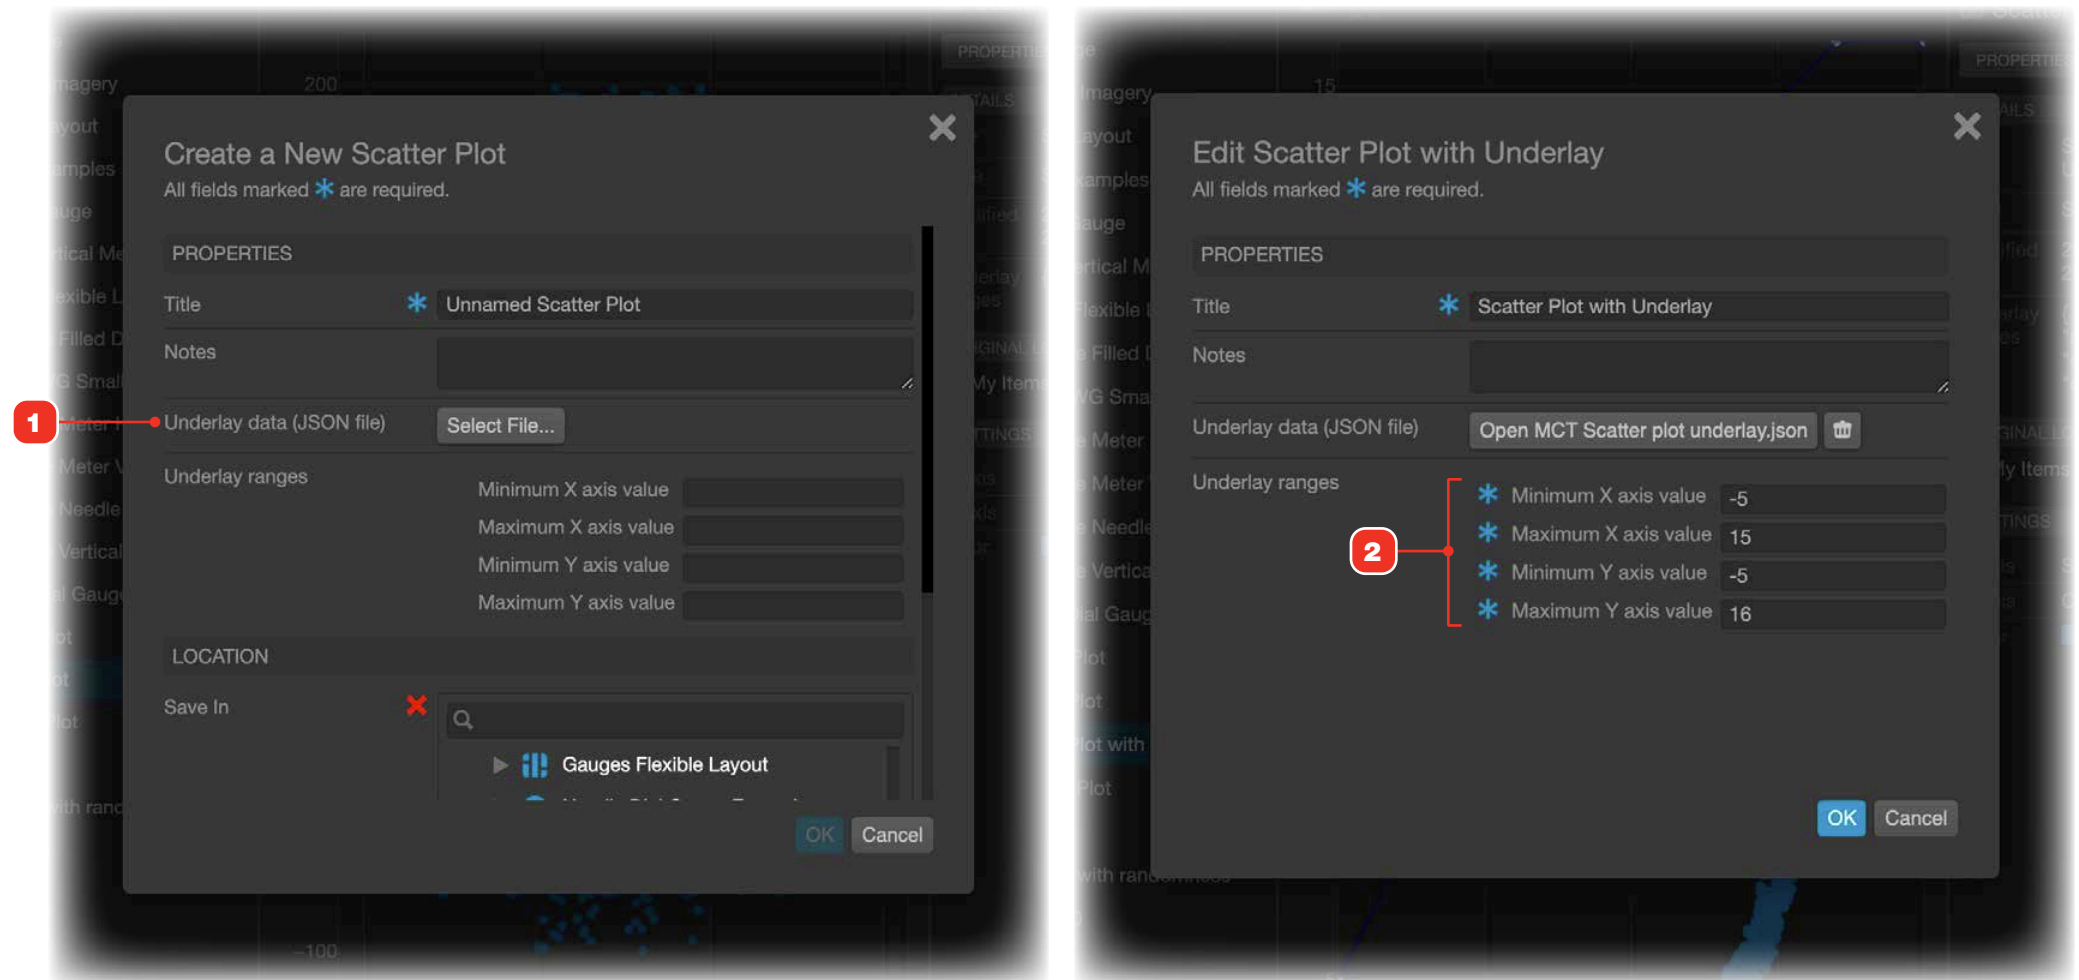 Create a New Scatter Plot
All fields marked * are required.
PROPERTIES
Title * Unnamed Scatter Plot
Notes
1
Underlay data (JSON file) Select File...
Underlay ranges
Minimum X axis value
Maximum X axis value
Minimum Y axis value
Maximum Y axis value
LOCATION
Save In
Gauges Flexible Layout
OK Cancel
200
-100
Edit Scatter Plot with Underlay
All fields marked * are required.
PROPERTIES
Title * Scatter Plot with Underlay
Notes
Underlay data (JSON file) Open MCT Scatter plot underlay.json
Underlay ranges
2
* Minimum X axis value -5
* Maximum X axis value 15
* Minimum Y axis value -5
* Maximum Y axis value 16
OK Cancel
15